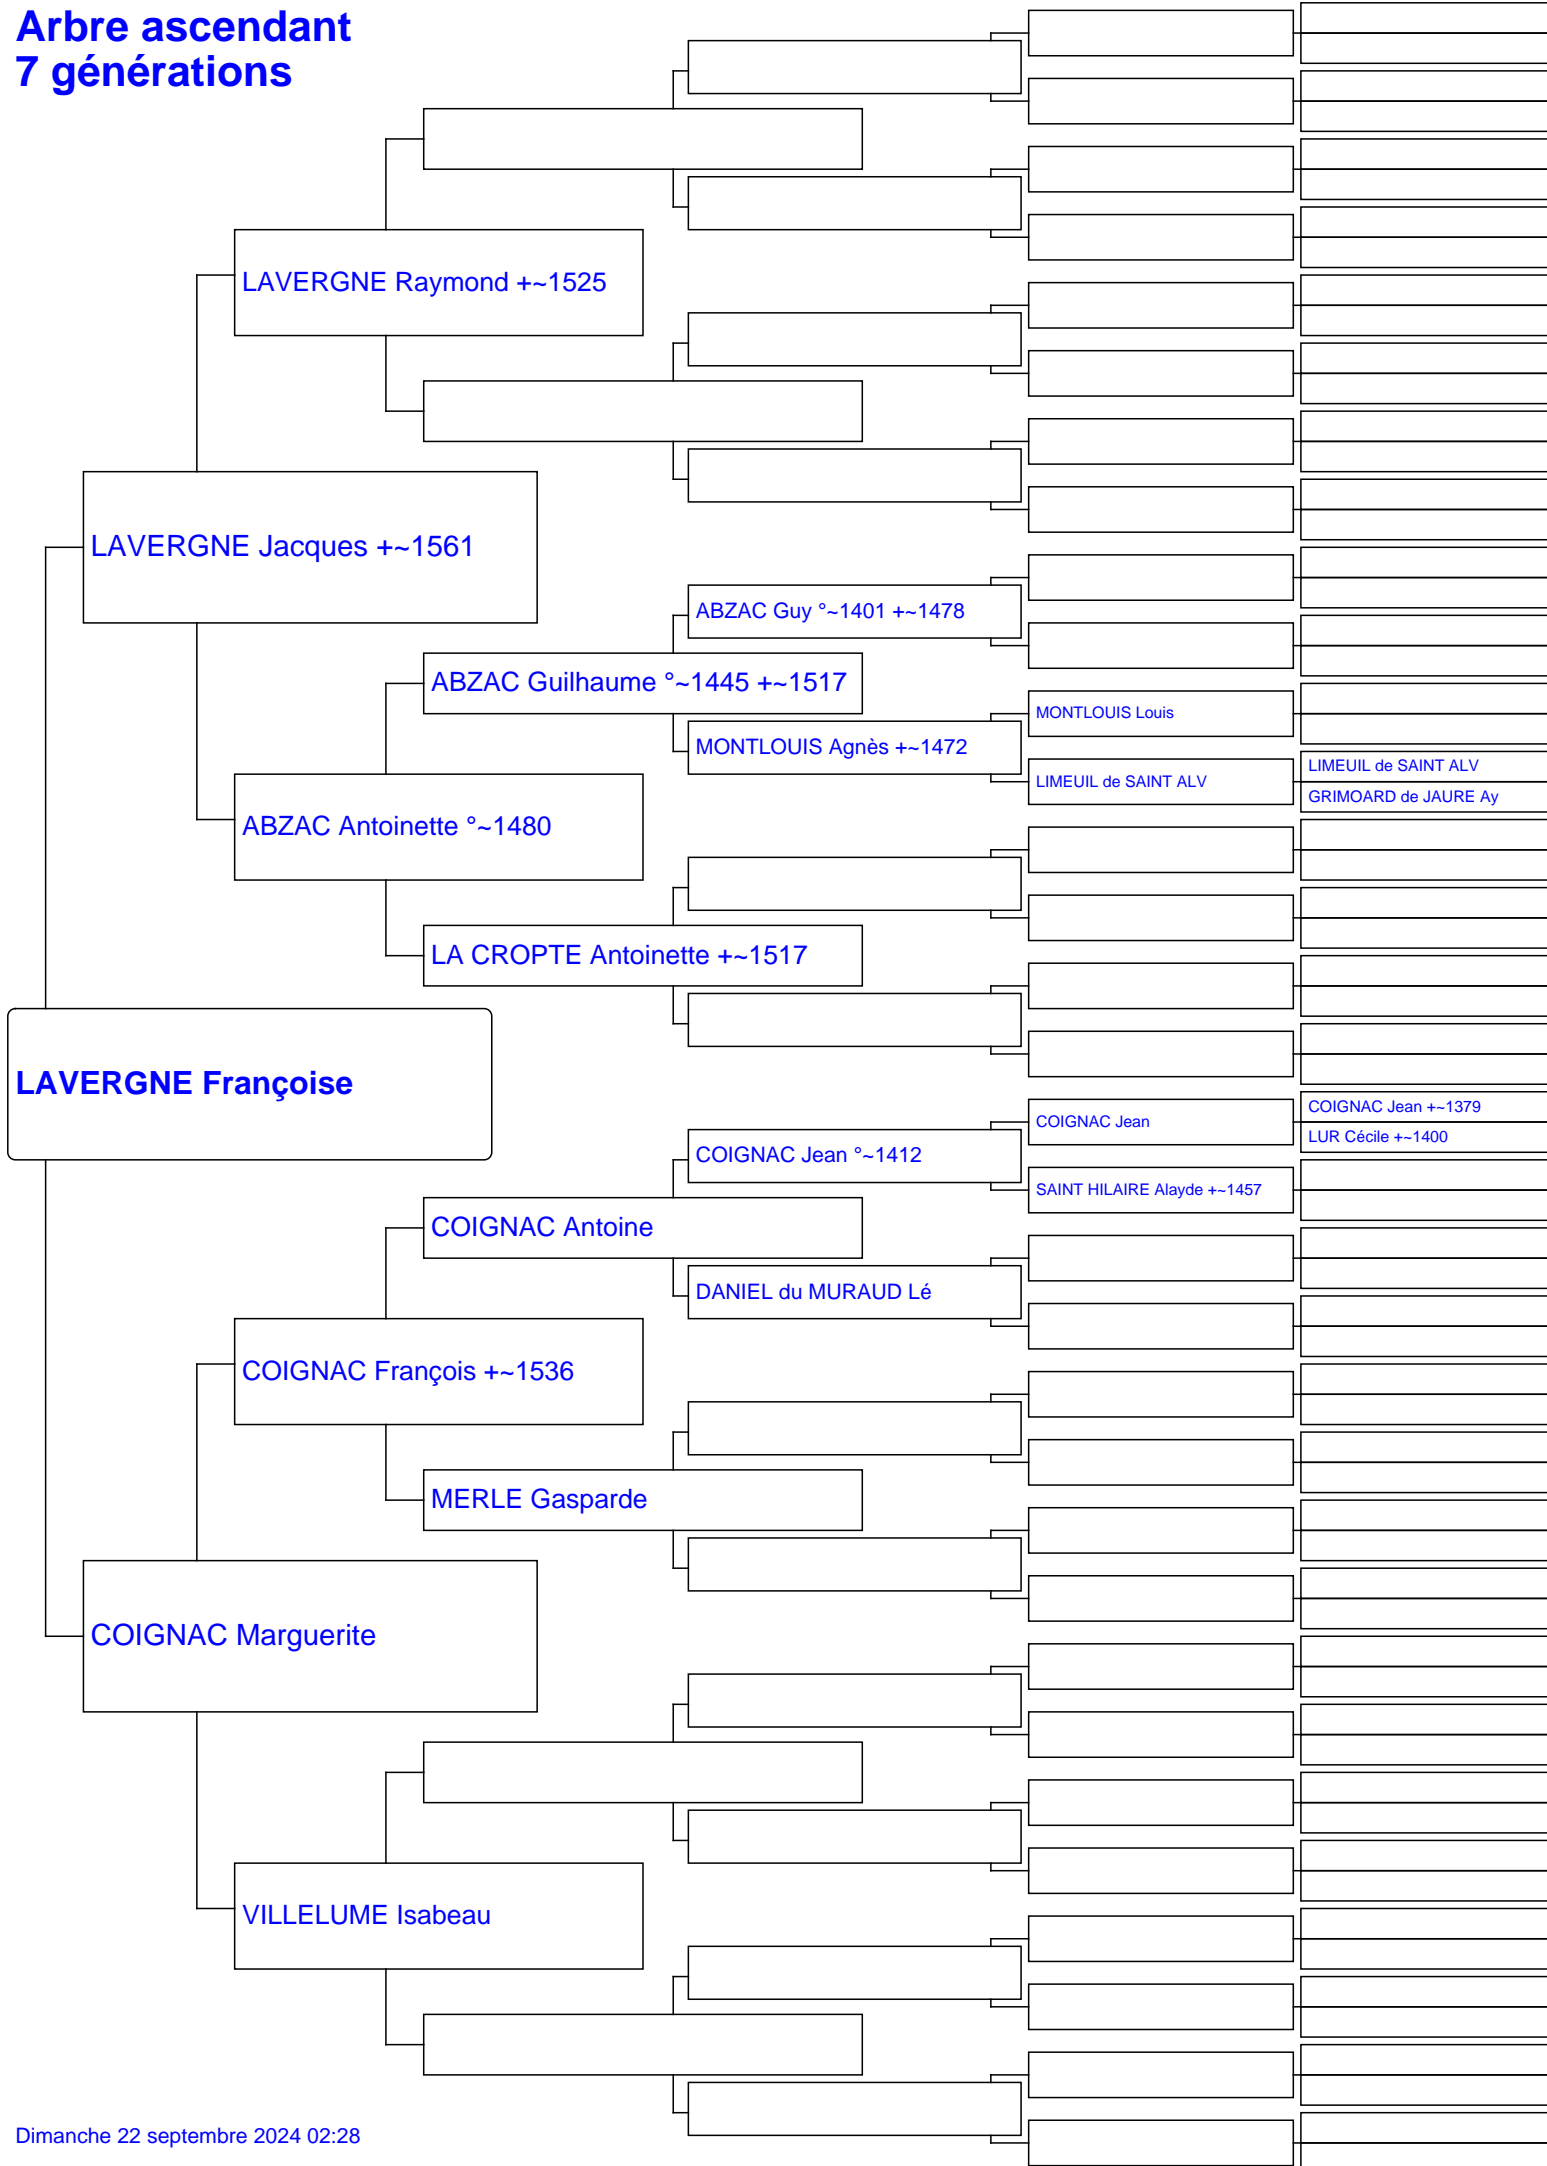 Arbre ascendant
7 générations
LAVERGNE Raymond +~1525
LAVERGNE Jacques +~1561
ABZAC Guy °~1401 +~1478
ABZAC Guilhaume °~1445 +~1517
MONTLOUIS Louis
MONTLOUIS Agnès +~1472
LIMEUIL de SAINT ALV
LIMEUIL de SAINT ALV
GRIMOARD de JAURE Ay
ABZAC Antoinette °~1480
LA CROPTE Antoinette +~1517
LAVERGNE Françoise
COIGNAC Jean +~1379
COIGNAC Jean
LUR Cécile +~1400
COIGNAC Jean °~1412
SAINT HILAIRE Alayde +~1457
COIGNAC Antoine
DANIEL du MURAUD Lé
COIGNAC François +~1536
MERLE Gasparde
COIGNAC Marguerite
VILLELUME Isabeau
Dimanche 22 septembre 2024 02:28